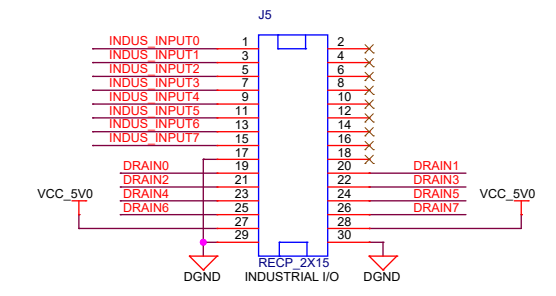 J5
INDUS_INPUT0 1 2
INDUS_INPUT1 3 4
INDUS_INPUT2 5 6
INDUS_INPUT3 7 8
INDUS_INPUT4 9 10
INDUS_INPUT5 11 12
INDUS_INPUT6 13 14
INDUS_INPUT7 15 16
17 18
DRAIN0 19 20 DRAIN1
DRAIN2 21 22 DRAIN3
VCC_5V0 DRAIN4 23 24 DRAIN5 VCC_5V0
DRAIN6 25 26 DRAIN7
27 28
29 30
RECP_2X15
DGND INDUSTRIAL I/O DGND